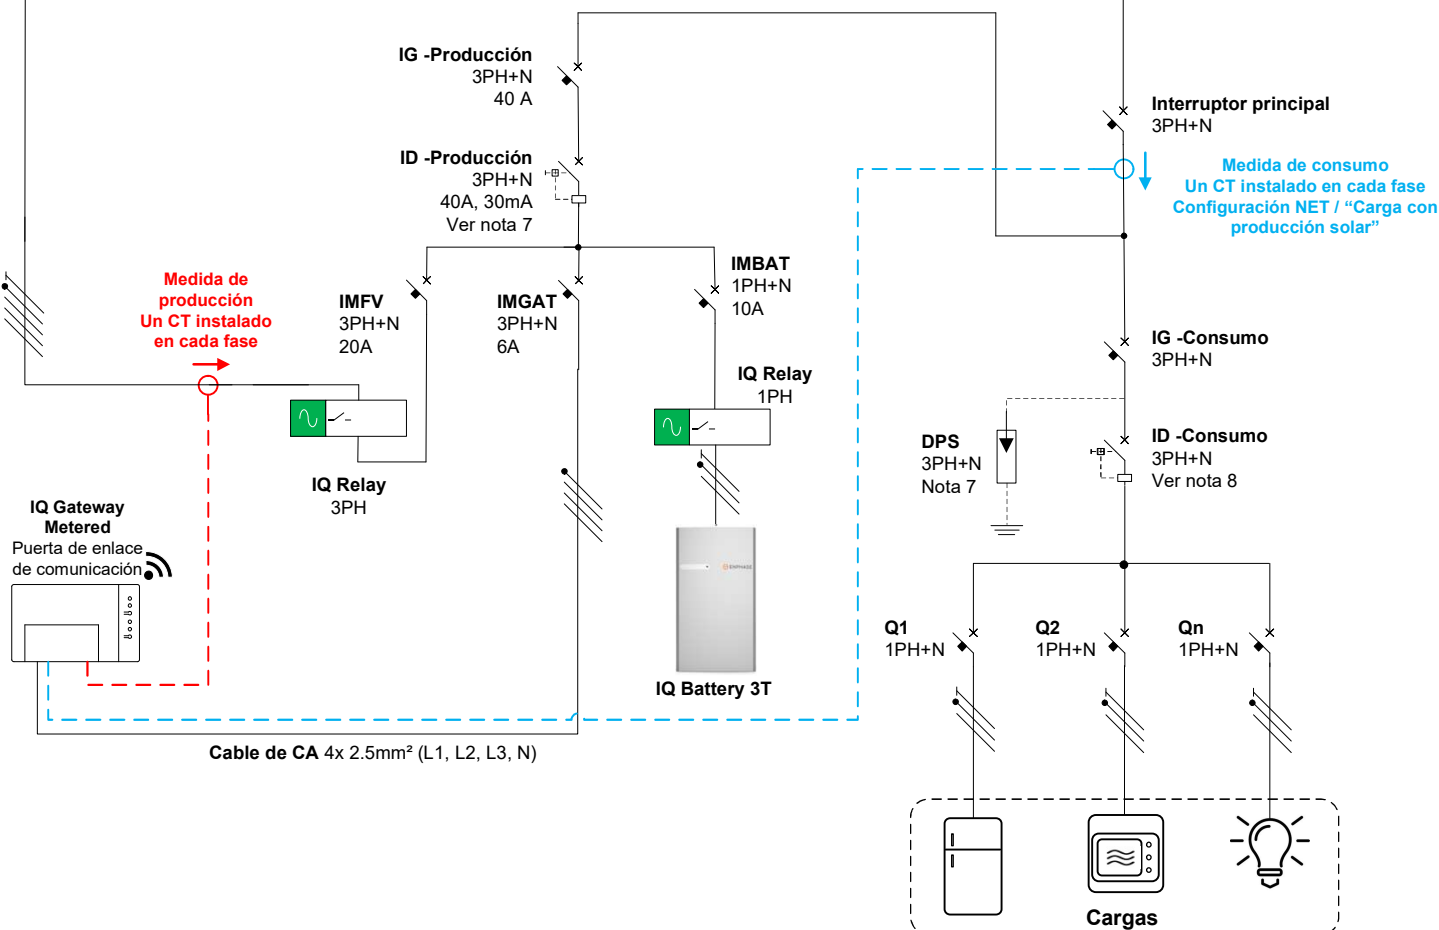 IG -Producción
3PH+N
40 A
ID -Producción
3PH+N
40A, 30mA
Ver nota 7
Interruptor principal
3PH+N
Medida de consumo
Un CT instalado en cada fase
Configuración NET / “Carga con
producción solar”
Medida de
producción
Un CT instalado
en cada fase
IMFV
3PH+N
20A
IMGAT
3PH+N
6A
IMBAT
1PH+N
10A
IQ Relay
1PH
IQ Relay
3PH
IG -Consumo
3PH+N
DPS
3PH+N
Nota 7
ID -Consumo
3PH+N
Ver nota 8
IQ Gateway
Metered
Puerta de enlace
de comunicación
ENPHASE
IQ Battery 3T
Q1
1PH+N
Q2
1PH+N
Qn
1PH+N
Cable de CA 4x 2.5mm² (L1, L2, L3, N)
Cargas